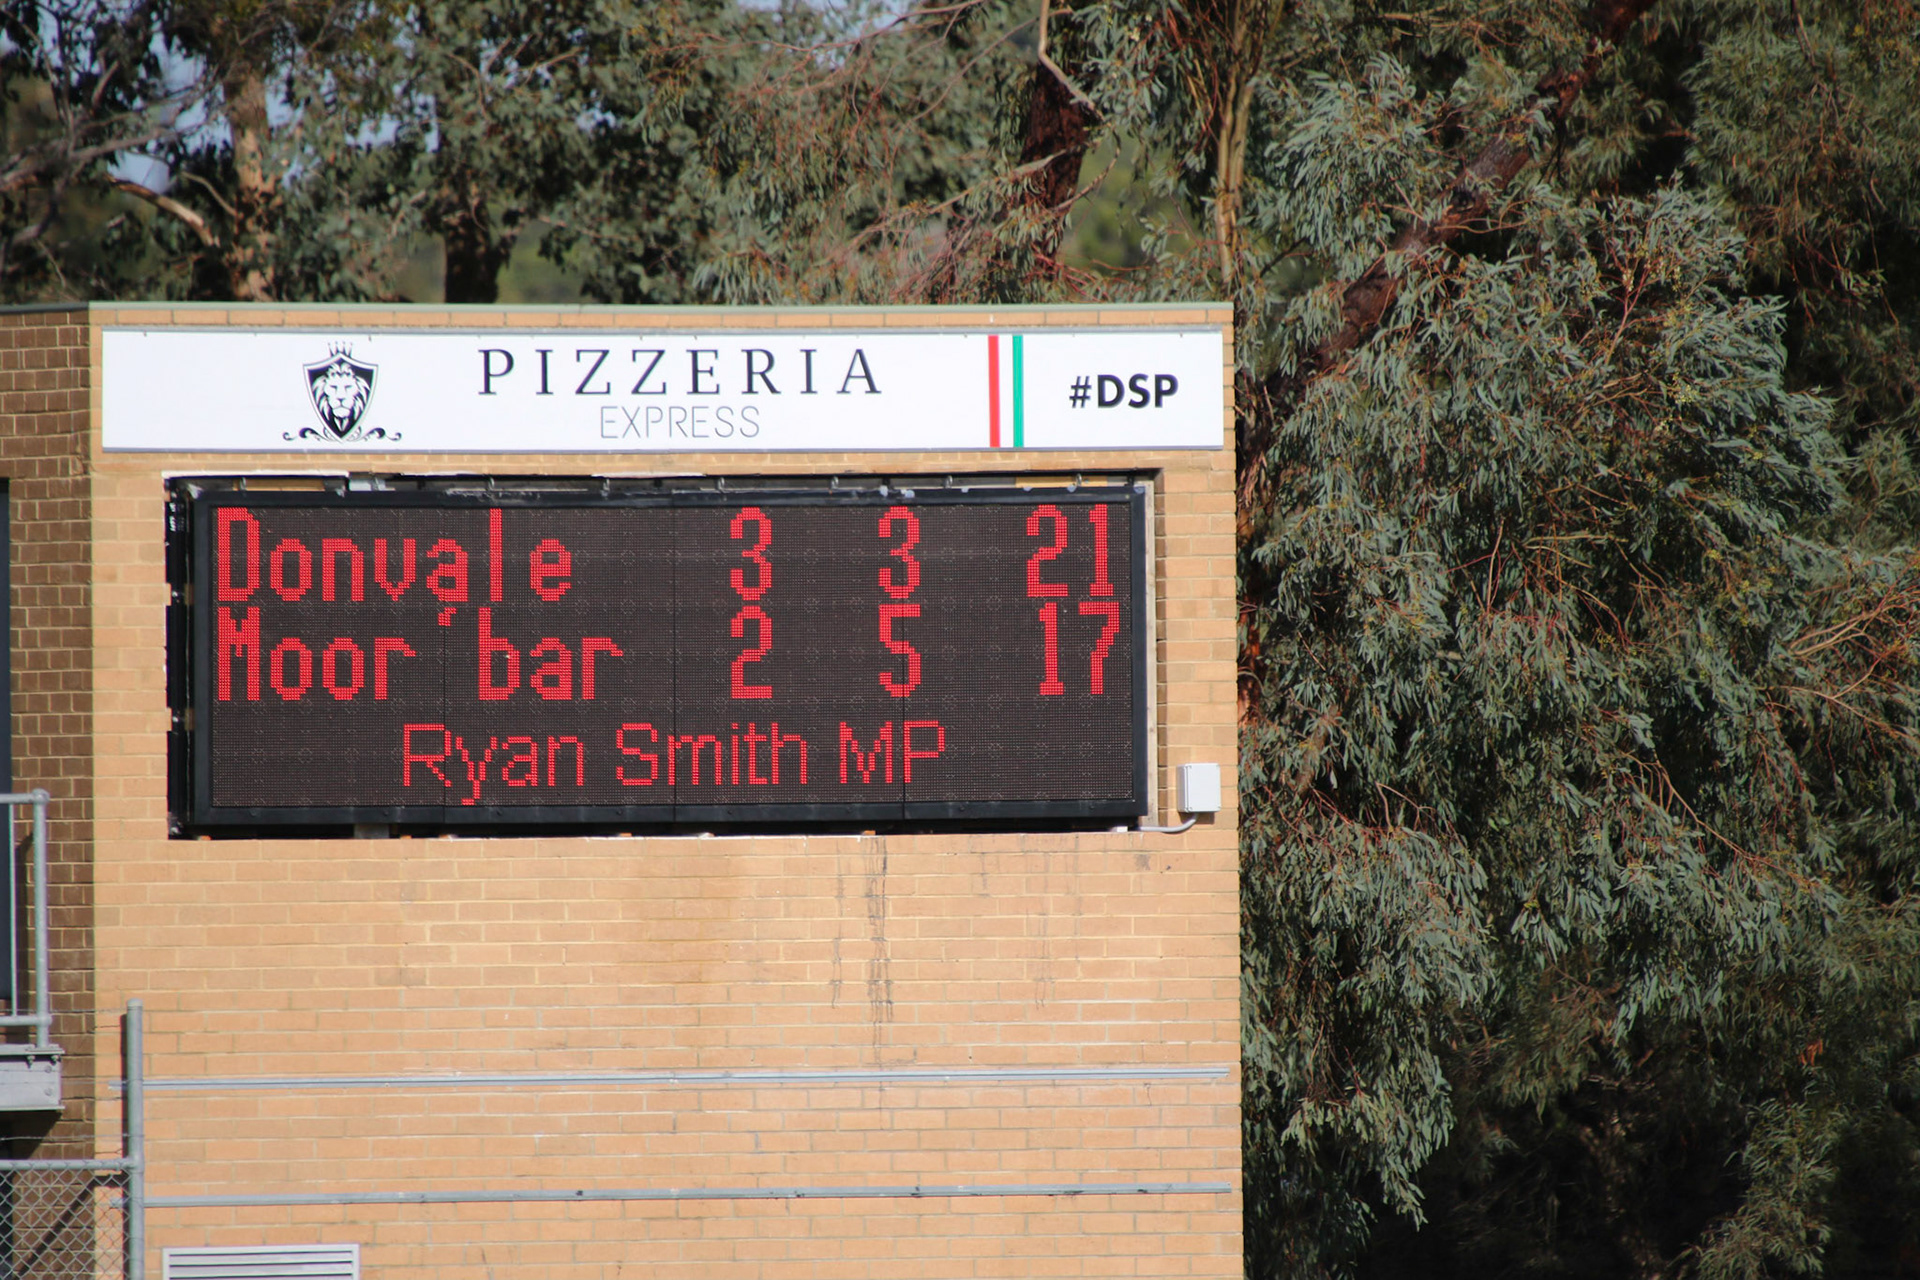 PIZZERIA
EXPRESS
#DSP
Donvale 3 3 21
Moor'bar 2 5 17
Ryan Smith MP